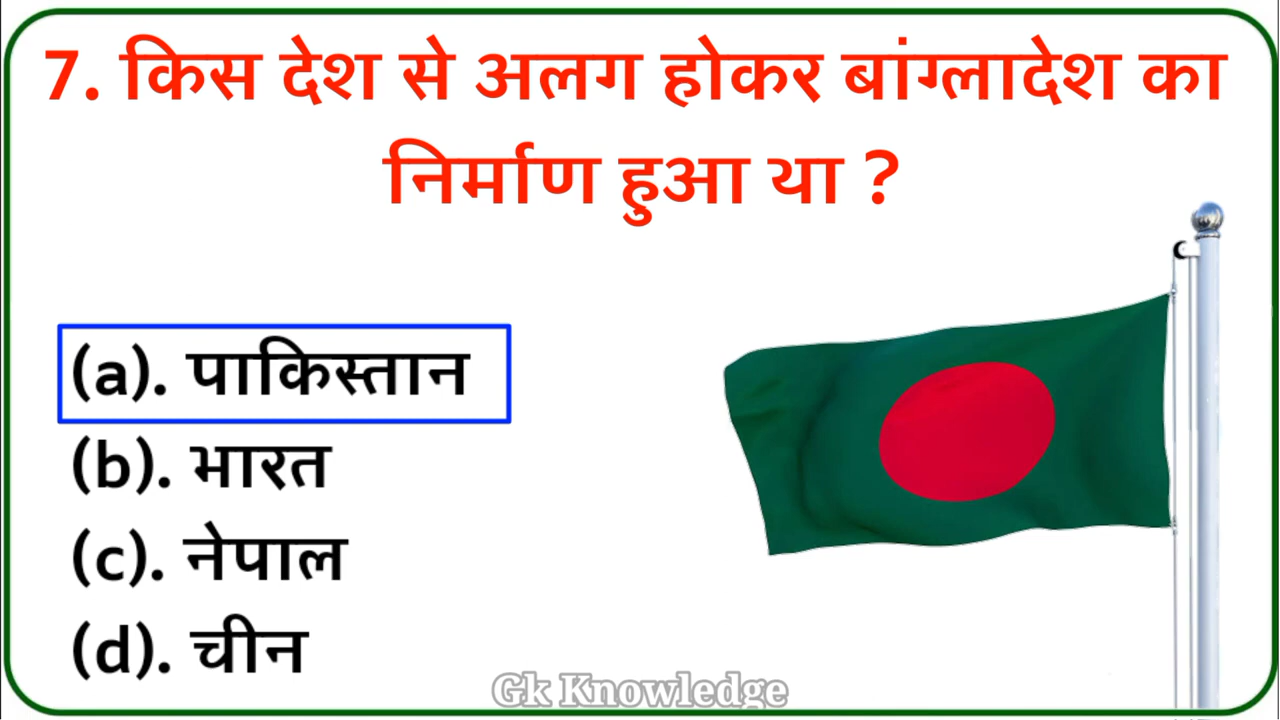 7. किस देश से अलग होकर बांग्लादेश का
निर्माण हुआ था ?
(a). पाकिस्तान
(b). भारत
(c). नेपाल
(d). चीन
Gk Knowledge